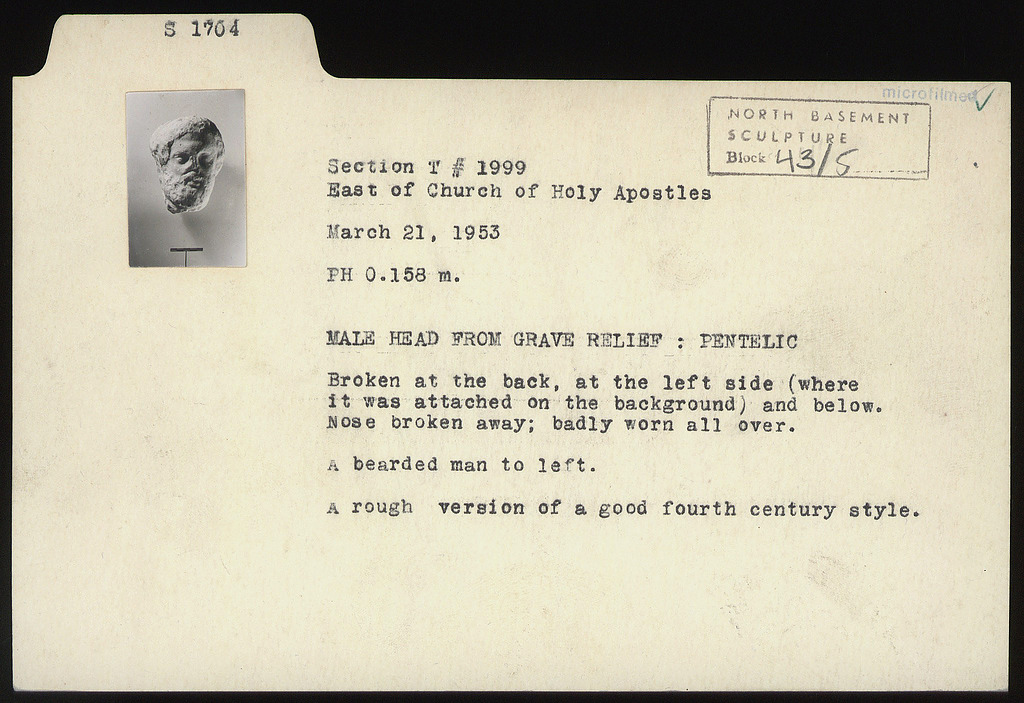 S 1704
microfilmed
NORTH BASEMENT
SCULPTURE
Block 43/5
Section T # 1999
East of Church of Holy Apostles
March 21, 1953
PH 0.158 m.
MALE HEAD FROM GRAVE RELIEF : PENTELIC
Broken at the back, at the left side (where
it was attached on the background) and below.
Nose broken away; badly worn all over.
A bearded man to left.
A rough version of a good fourth century style.